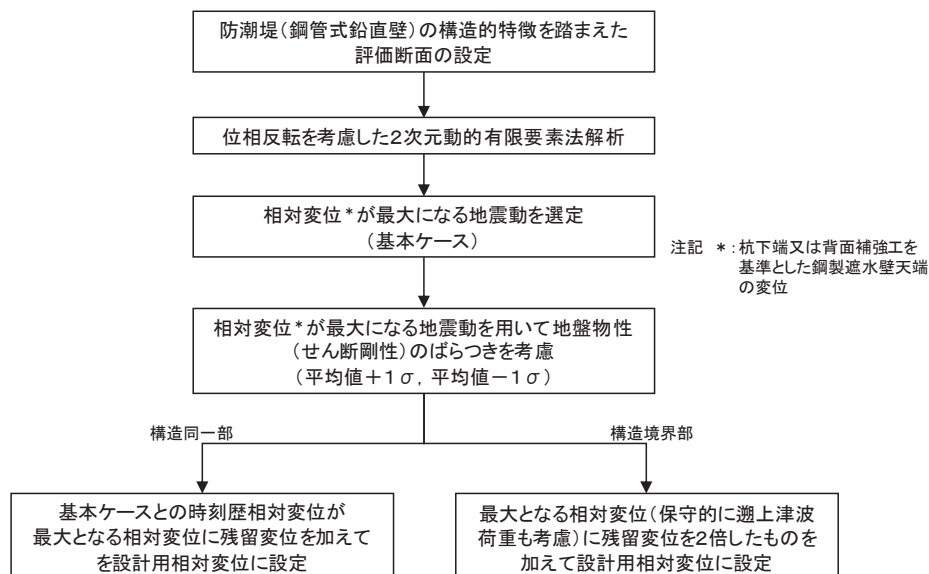 防潮堤(鋼管式鉛直壁)の構造的特徴を踏まえた
評価断面の設定
位相反転を考慮した2次元動的有限要素法解析
相対変位*が最大になる地震動を選定
(基本ケース)
注記 *:杭下端又は背面補強工を
基準とした鋼製遮水壁天端
の変位
相対変位*が最大になる地震動を用いて地盤物性
(せん断剛性)のばらつきを考慮
(平均値+1σ,平均値-1σ)
構造同一部
構造境界部
基本ケースとの時刻歴相対変位が
最大となる相対変位に残留変位を加えて
を設計用相対変位に設定
最大となる相対変位(保守的に遡上津波
荷重も考慮)に残留変位を2倍したものを
加えて設計用相対変位に設定